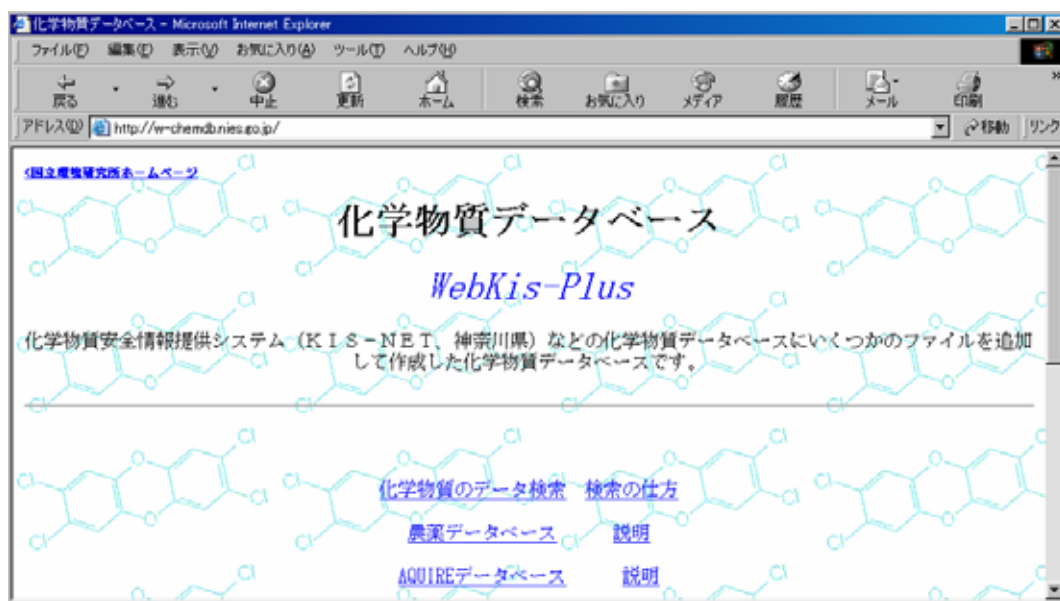 化学物質データベース - Microsoft Internet Explorer
ファイル(F) 編集(E) 表示(V) お気に入り(A) ツール(T) ヘルプ(H)
戻る 進む 中止 更新 ホーム 検索 お気に入り メディア 履歴 メール 印刷
アドレス(D) http://w-chemdb.nies.go.jp/ 移動 リンク
<国立環境研究所ホームページ
化学物質データベース
WebKis-Plus
化学物質安全情報提供システム（ＫＩＳ－ＮＥＴ、神奈川県）などの化学物質データベースにいくつかのファイルを追加
して作成した化学物質データベースです。
化学物質のデータ検索 検索の仕方
農薬データベース 説明
AQUIREデータベース 説明